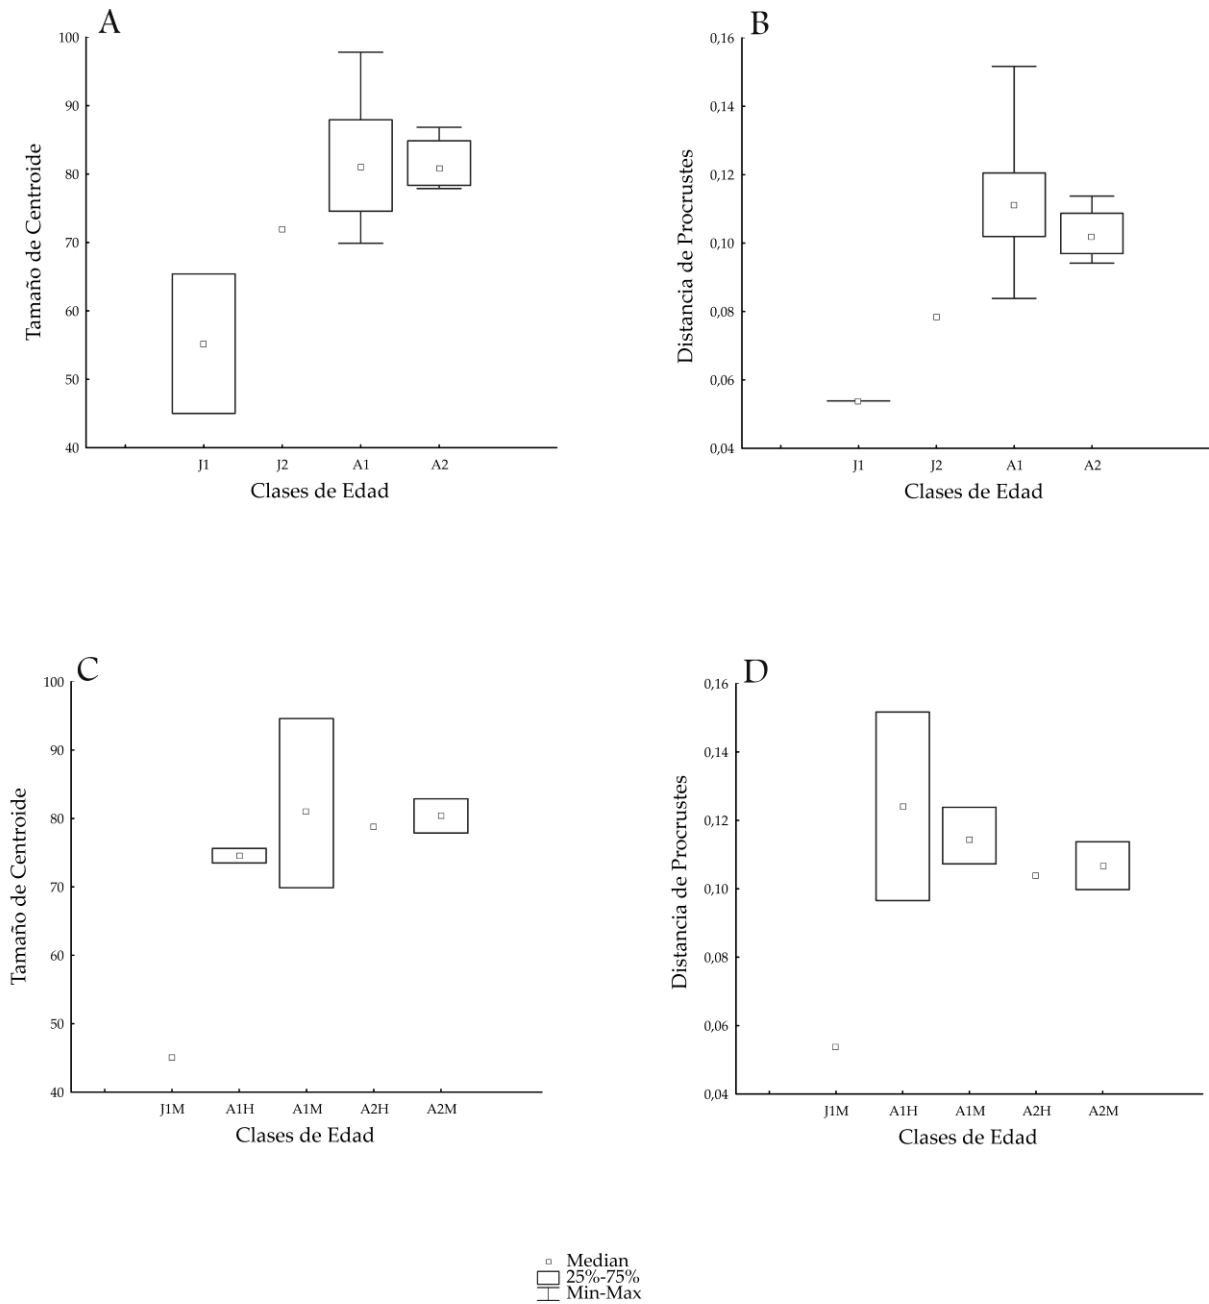 A
Tamaño de Centroide
100
90
80
70
60
50
40
J1 J2 A1 A2
Clases de Edad
B
Distancia de Procrustes
0,16
0,14
0,12
0,10
0,08
0,06
0,04
J1 J2 A1 A2
Clases de Edad
C
Tamaño de Centroide
100
90
80
70
60
50
40
J1M A1H A1M A2H A2M
Clases de Edad
D
Distancia de Procrustes
0,16
0,14
0,12
0,10
0,08
0,06
0,04
J1M A1H A1M A2H A2M
Clases de Edad
Median
25%-75%
Min-Max